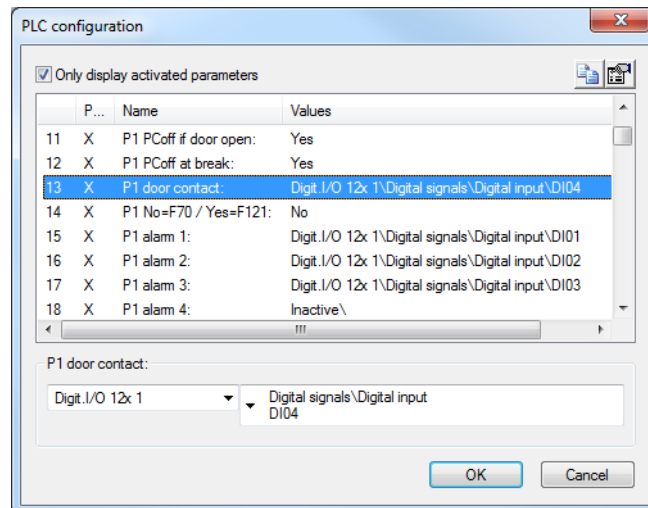 PLC configuration
Only display activated parameters
P... Name Values
11 X P1 PCoff if door open: Yes
12 X P1 PCoff at break: Yes
13 X P1 door contact: Digit.I/O 12x 1\Digital signals\Digital input\DI04
14 X P1 No=F70 / Yes=F121: No
15 X P1 alarm 1: Digit.I/O 12x 1\Digital signals\Digital input\DI01
16 X P1 alarm 2: Digit.I/O 12x 1\Digital signals\Digital input\DI02
17 X P1 alarm 3: Digit.I/O 12x 1\Digital signals\Digital input\DI03
18 X P1 alarm 4: Inactive\
P1 door contact:
Digit.I/O 12x 1 Digital signals\Digital input
DI04
OK Cancel